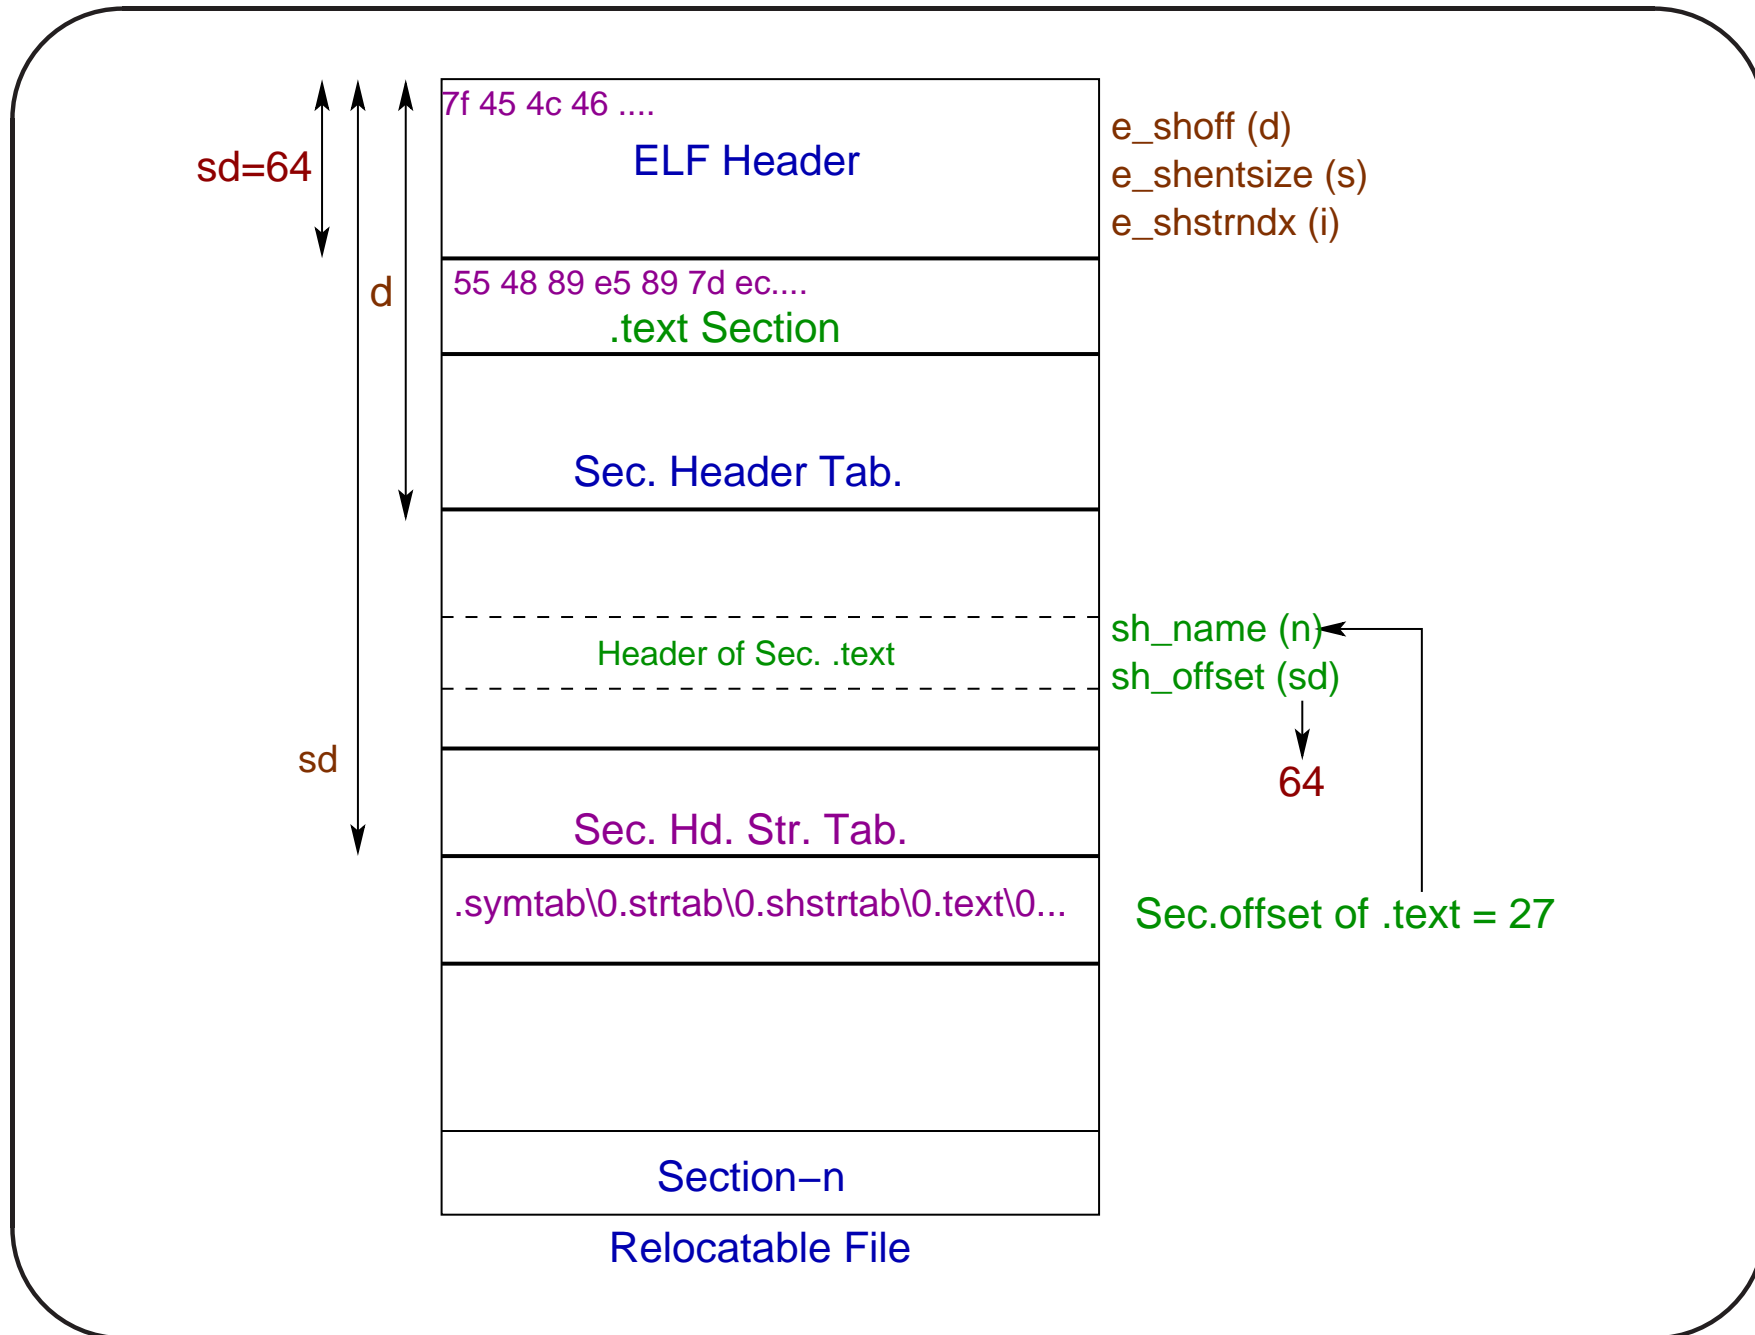 7f 45 4c 46 ....
ELF Header
e_shoff (d)
e_shentsize (s)
e_shstrndx (i)
sd=64
d
55 48 89 e5 89 7d ec....
.text Section
Sec. Header Tab.
Header of Sec. .text
sh_name (n)
sh_offset (sd)
sd
64
Sec. Hd. Str. Tab.
.symtab\0.strtab\0.shstrtab\0.text\0...
Sec.offset of .text = 27
Section−n
Relocatable File